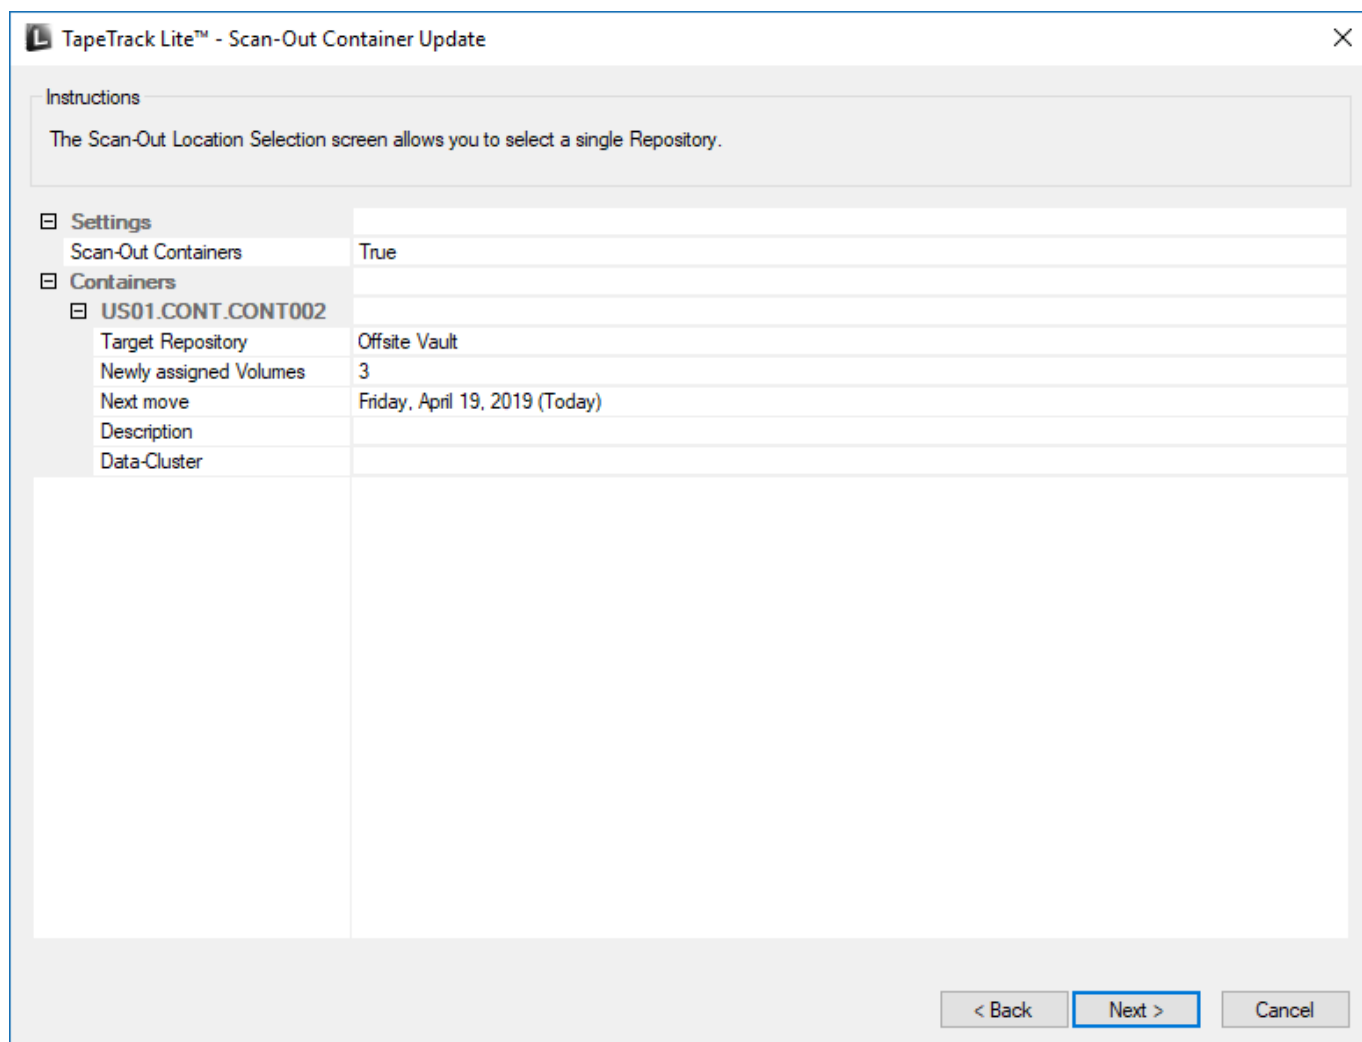 TapeTrack Lite™ - Scan-Out Container Update
Instructions
The Scan-Out Location Selection screen allows you to select a single Repository.
Settings
Scan-Out Containers True
Containers
US01.CONT.CONT002
Target Repository Offsite Vault
Newly assigned Volumes 3
Next move Friday, April 19, 2019 (Today)
Description
Data-Cluster
< Back Next > Cancel